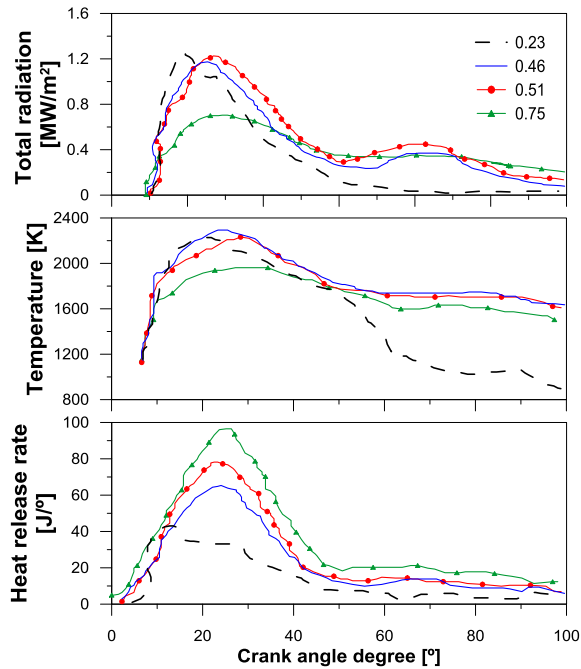 Total radiation
[MW/m²]
1.6
1.2
0.8
0.4
0
0.23
0.46
0.51
0.75
Temperature [K]
2400
2000
1600
1200
800
Heat release rate
[J/º]
100
80
60
40
20
0
0 20 40 60 80 100
Crank angle degree [º]